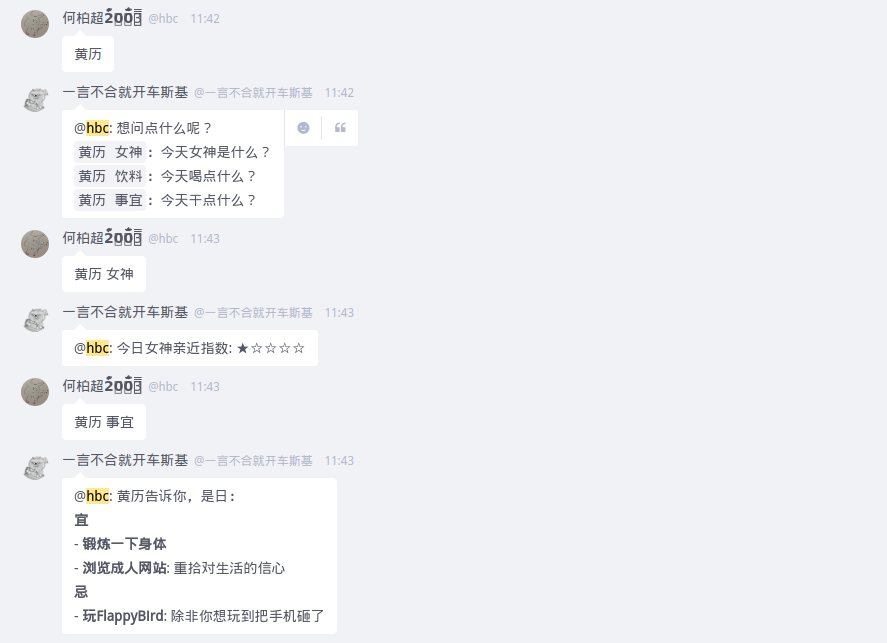 何柏超2003 @hbc 11:42
黄历
一言不合就开车斯基 @一言不合就开车斯基 11:42
@hbc: 想问点什么呢？
黄历 女神：今天女神是什么？
黄历 饮料：今天喝点什么？
黄历 事宜：今天干点什么？
何柏超2003 @hbc 11:43
黄历 女神
一言不合就开车斯基 @一言不合就开车斯基 11:43
@hbc: 今日女神亲近指数: ★☆☆☆☆
何柏超2003 @hbc 11:43
黄历 事宜
一言不合就开车斯基 @一言不合就开车斯基 11:43
@hbc: 黄历告诉你，是日：
宜
- 锻炼一下身体
- 浏览成人网站: 重拾对生活的信心
忌
- 玩FlappyBird: 除非你想玩到把手机砸了